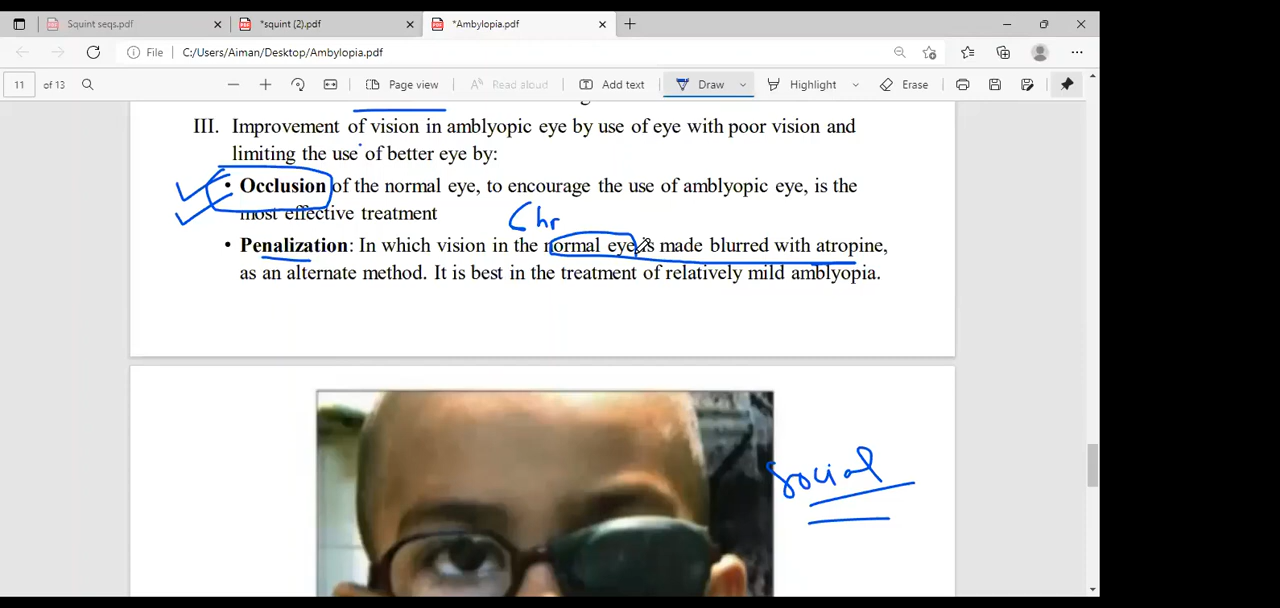 Squint seqs.pdf
*squint (2).pdf
*Ambylopia.pdf
File
C:/Users/Aiman/Desktop/Ambylopia.pdf
11 of 13
Page view
Read aloud
Add text
Draw
Highlight
Erase
III. Improvement of vision in amblyopic eye by use of eye with poor vision and
limiting the use of better eye by:
• Occlusion of the normal eye, to encourage the use of amblyopic eye, is the
most effective treatment
hr
• Penalization: In which vision in the normal eye is made blurred with atropine,
as an alternate method. It is best in the treatment of relatively mild amblyopia.
social